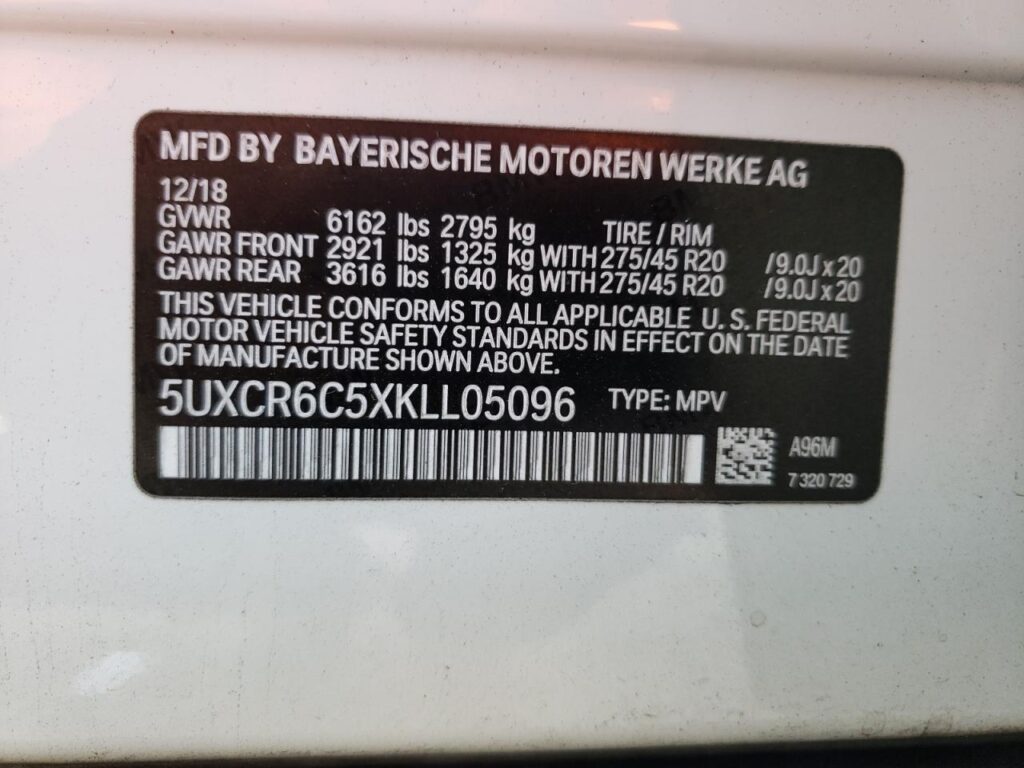 MFD BY BAYERISCHE MOTOREN WERKE AG
12/18
GVWR 6162 lbs 2795 kg TIRE / RIM
GAWR FRONT 2921 lbs 1325 kg WITH 275/45 R20 / 9.0J x 20
GAWR REAR 3616 lbs 1640 kg WITH 275/45 R20 / 9.0J x 20
THIS VEHICLE CONFORMS TO ALL APPLICABLE U. S. FEDERAL
MOTOR VEHICLE SAFETY STANDARDS IN EFFECT ON THE DATE
OF MANUFACTURE SHOWN ABOVE.
5UXCR6C5XKLL05096 TYPE: MPV
A96M
7 320 729